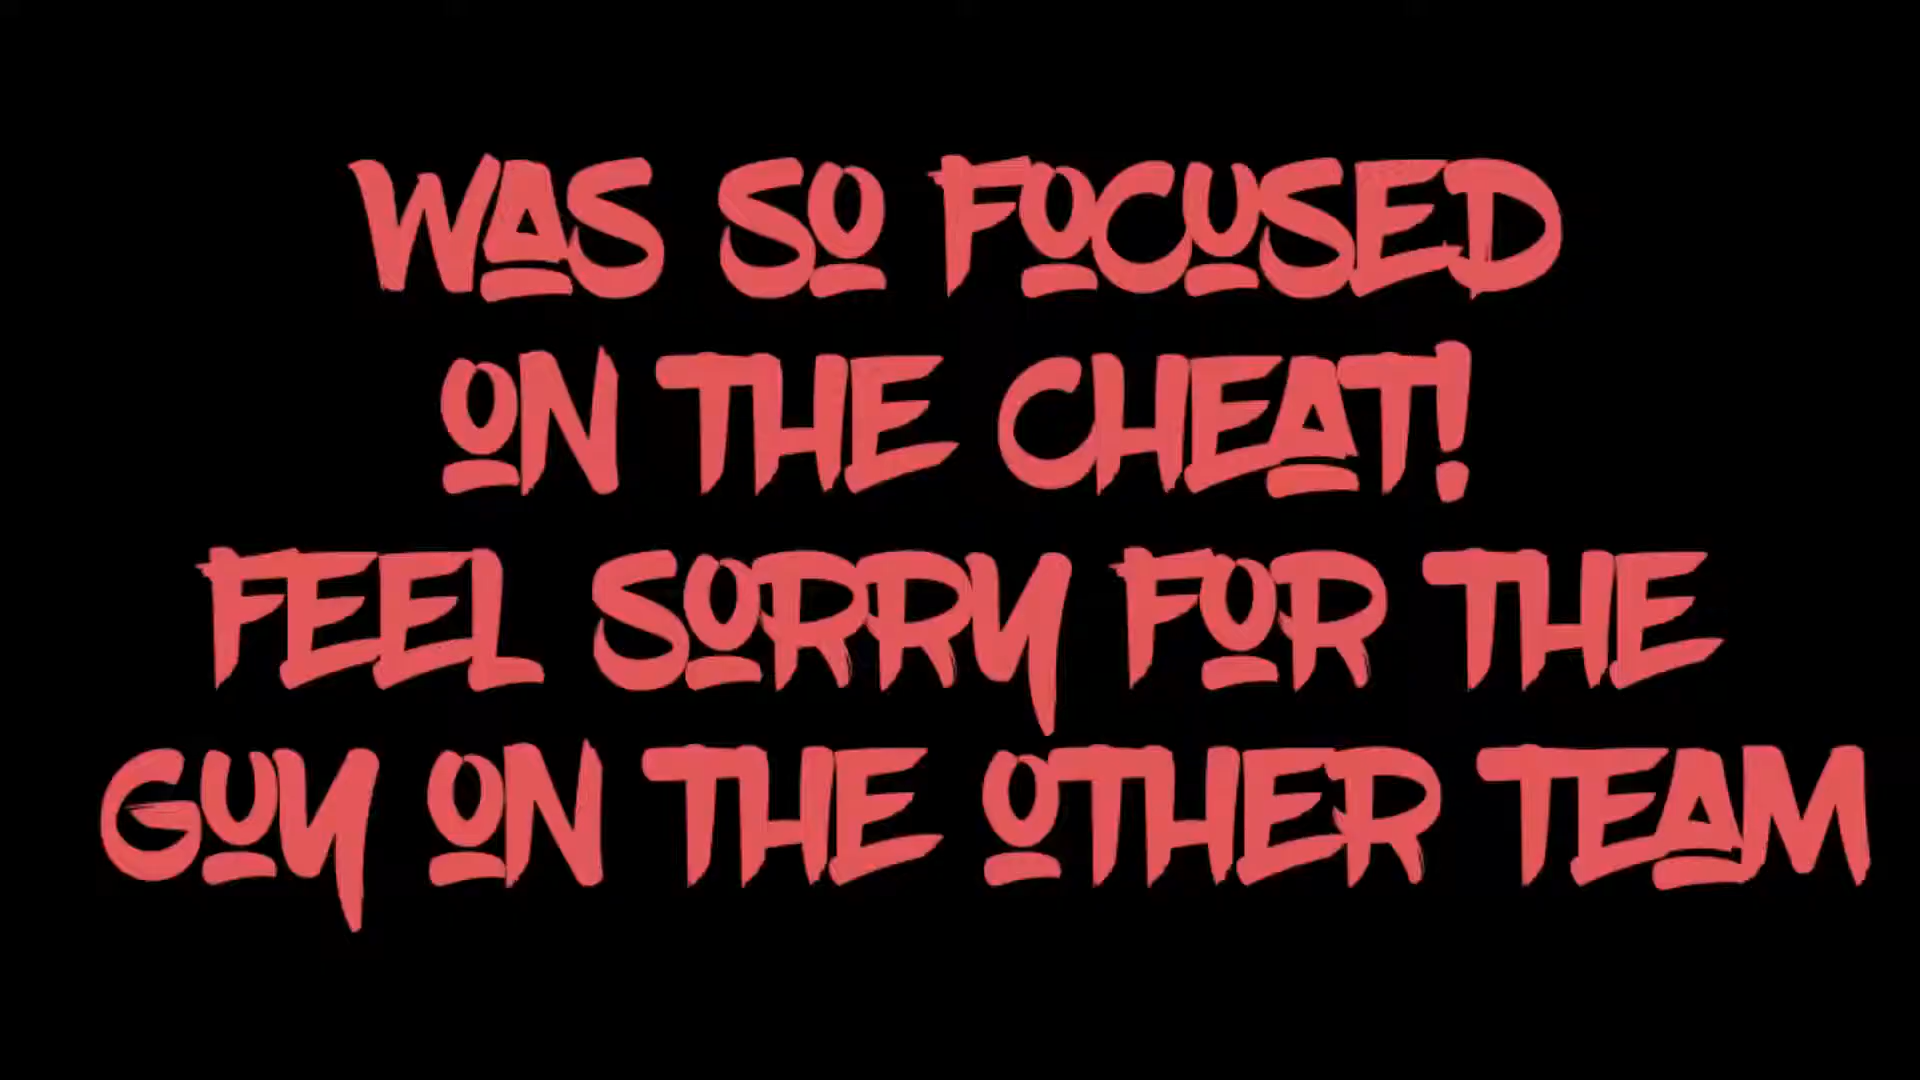 WAS SO FOCUSED
ON THE CHEAT!
FEEL SORRY FOR THE
GUY ON THE OTHER TEAM